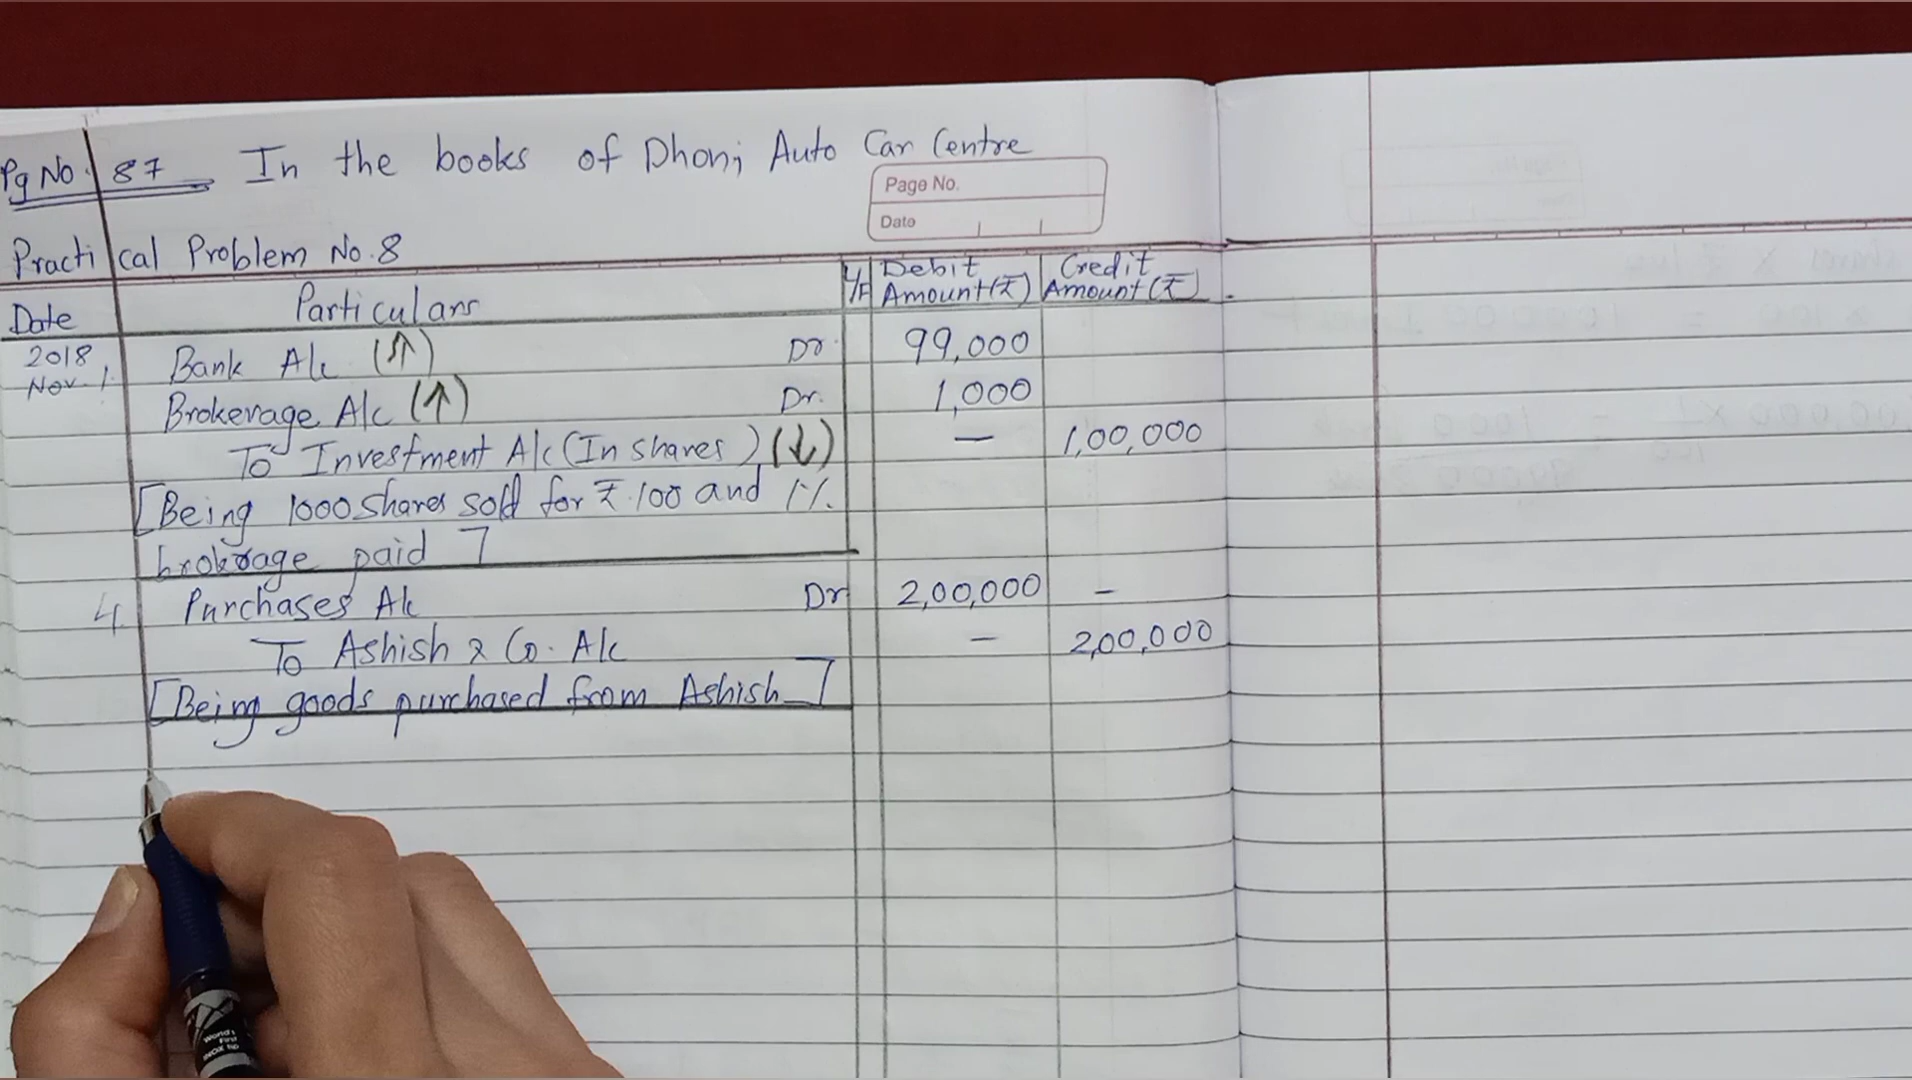 Pg No. 87 In the books of Dhoni Auto Car Centre
Page No.
Date
Practical Problem No. 8
Date Particulars L/F Debit Amount (₹) Credit Amount (₹)
2018 Nov. 1 Bank A/c (↑) Dr. 99,000
Brokerage A/c (↑) Dr. 1,000
To Investment A/c (In shares) (↓) — 1,00,000
[Being 1000 shares sold for ₹.100 and 1%
brokrage paid]
4. Purchases A/c Dr 2,00,000 –
To Ashish & Co. A/c — 2,00,000
[Being goods purchased from Ashish]
World's First